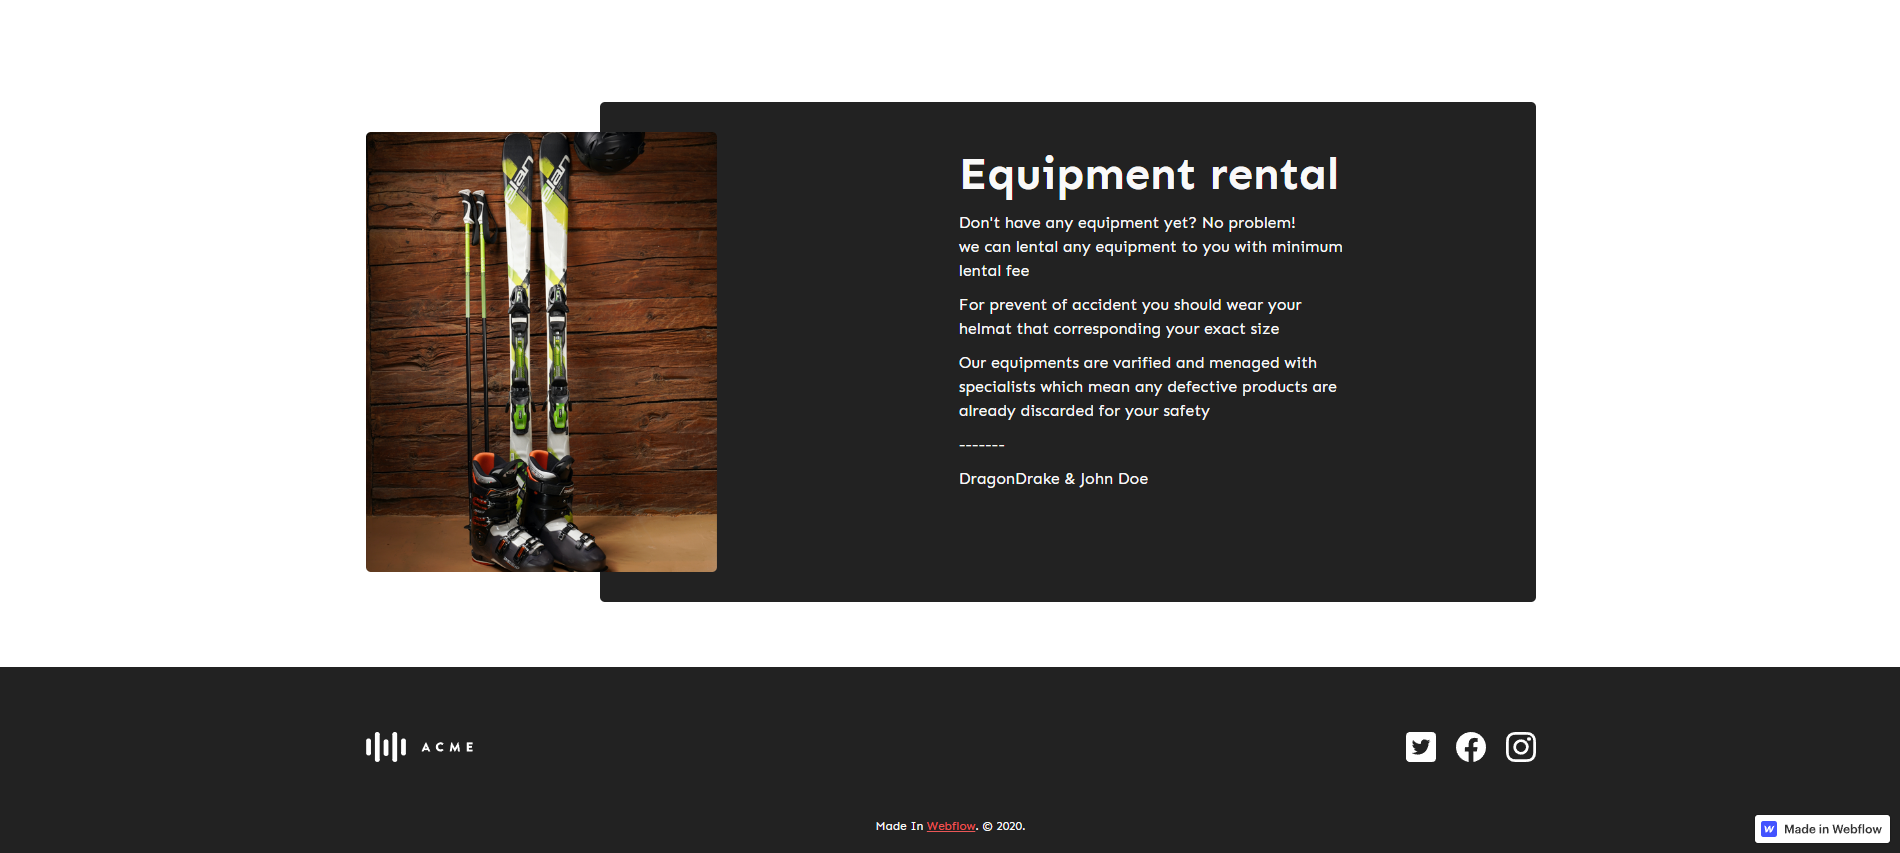 Equipment rental
Don't have any equipment yet? No problem!
we can lental any equipment to you with minimum
lental fee
For prevent of accident you should wear your
helmat that corresponding your exact size
Our equipments are varified and menaged with
specialists which mean any defective products are
already discarded for your safety
-------
DragonDrake & John Doe
elan
elan
ACME
Made In Webflow. © 2020.
Made in Webflow